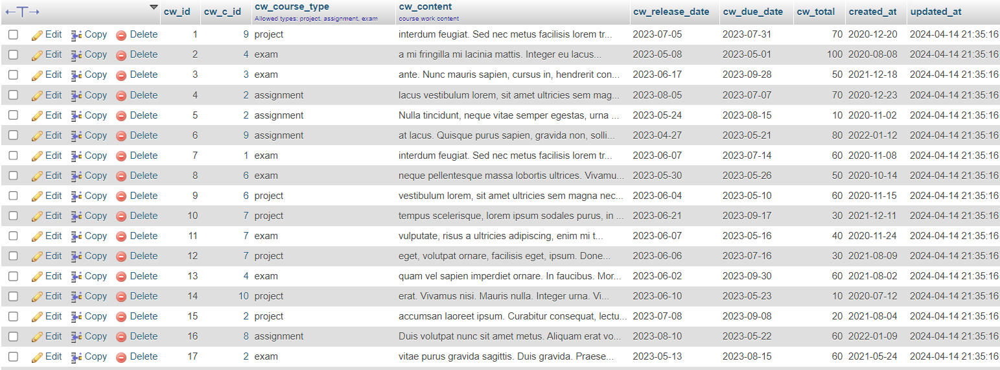 ←T→ cw_id cw_c_id cw_course_type cw_content cw_release_date cw_due_date cw_total created_at updated_at
Allowed types: project, assignment, exam course work content
Edit Copy Delete 1 9 project interdum feugiat. Sed nec metus facilisis lorem tr... 2023-07-05 2023-07-31 70 2020-12-20 2024-04-14 21:35:16
Edit Copy Delete 2 4 exam a mi fringilla mi lacinia mattis. Integer eu lacus... 2023-05-08 2023-05-01 100 2020-08-08 2024-04-14 21:35:16
Edit Copy Delete 3 3 exam ante. Nunc mauris sapien, cursus in, hendrerit con... 2023-06-17 2023-09-28 50 2021-12-18 2024-04-14 21:35:16
Edit Copy Delete 4 2 assignment lacus vestibulum lorem, sit amet ultricies sem mag... 2023-08-05 2023-07-07 70 2020-12-23 2024-04-14 21:35:16
Edit Copy Delete 5 2 assignment Nulla tincidunt, neque vitae semper egestas, urna ... 2023-05-24 2023-08-15 10 2020-11-02 2024-04-14 21:35:16
Edit Copy Delete 6 9 assignment at lacus. Quisque purus sapien, gravida non, solli... 2023-04-27 2023-05-21 80 2022-01-12 2024-04-14 21:35:16
Edit Copy Delete 7 1 exam interdum feugiat. Sed nec metus facilisis lorem tr... 2023-06-07 2023-07-14 60 2020-11-08 2024-04-14 21:35:16
Edit Copy Delete 8 6 exam neque pellentesque massa lobortis ultrices. Vivamu... 2023-05-30 2023-05-26 50 2020-10-14 2024-04-14 21:35:16
Edit Copy Delete 9 6 project vestibulum lorem, sit amet ultricies sem magna nec... 2023-06-04 2023-05-10 60 2020-11-15 2024-04-14 21:35:16
Edit Copy Delete 10 7 project tempus scelerisque, lorem ipsum sodales purus, in ... 2023-06-21 2023-09-17 30 2021-12-11 2024-04-14 21:35:16
Edit Copy Delete 11 7 exam vulputate, risus a ultricies adipiscing, enim mi t... 2023-06-07 2023-05-16 40 2020-11-24 2024-04-14 21:35:16
Edit Copy Delete 12 7 project eget, volutpat ornare, facilisis eget, ipsum. Done... 2023-06-06 2023-07-16 30 2021-08-09 2024-04-14 21:35:16
Edit Copy Delete 13 4 exam quam vel sapien imperdiet ornare. In faucibus. Mor... 2023-06-02 2023-09-30 60 2021-08-02 2024-04-14 21:35:16
Edit Copy Delete 14 10 project erat. Vivamus nisi. Mauris nulla. Integer urna. Vi... 2023-06-10 2023-05-23 10 2020-07-12 2024-04-14 21:35:16
Edit Copy Delete 15 2 project accumsan laoreet ipsum. Curabitur consequat, lectu... 2023-07-08 2023-09-08 20 2021-08-04 2024-04-14 21:35:16
Edit Copy Delete 16 8 assignment Duis volutpat nunc sit amet metus. Aliquam erat vo... 2023-08-10 2023-05-22 60 2022-01-09 2024-04-14 21:35:16
Edit Copy Delete 17 2 exam vitae purus gravida sagittis. Duis gravida. Praese... 2023-05-13 2023-08-15 60 2021-05-24 2024-04-14 21:35:16